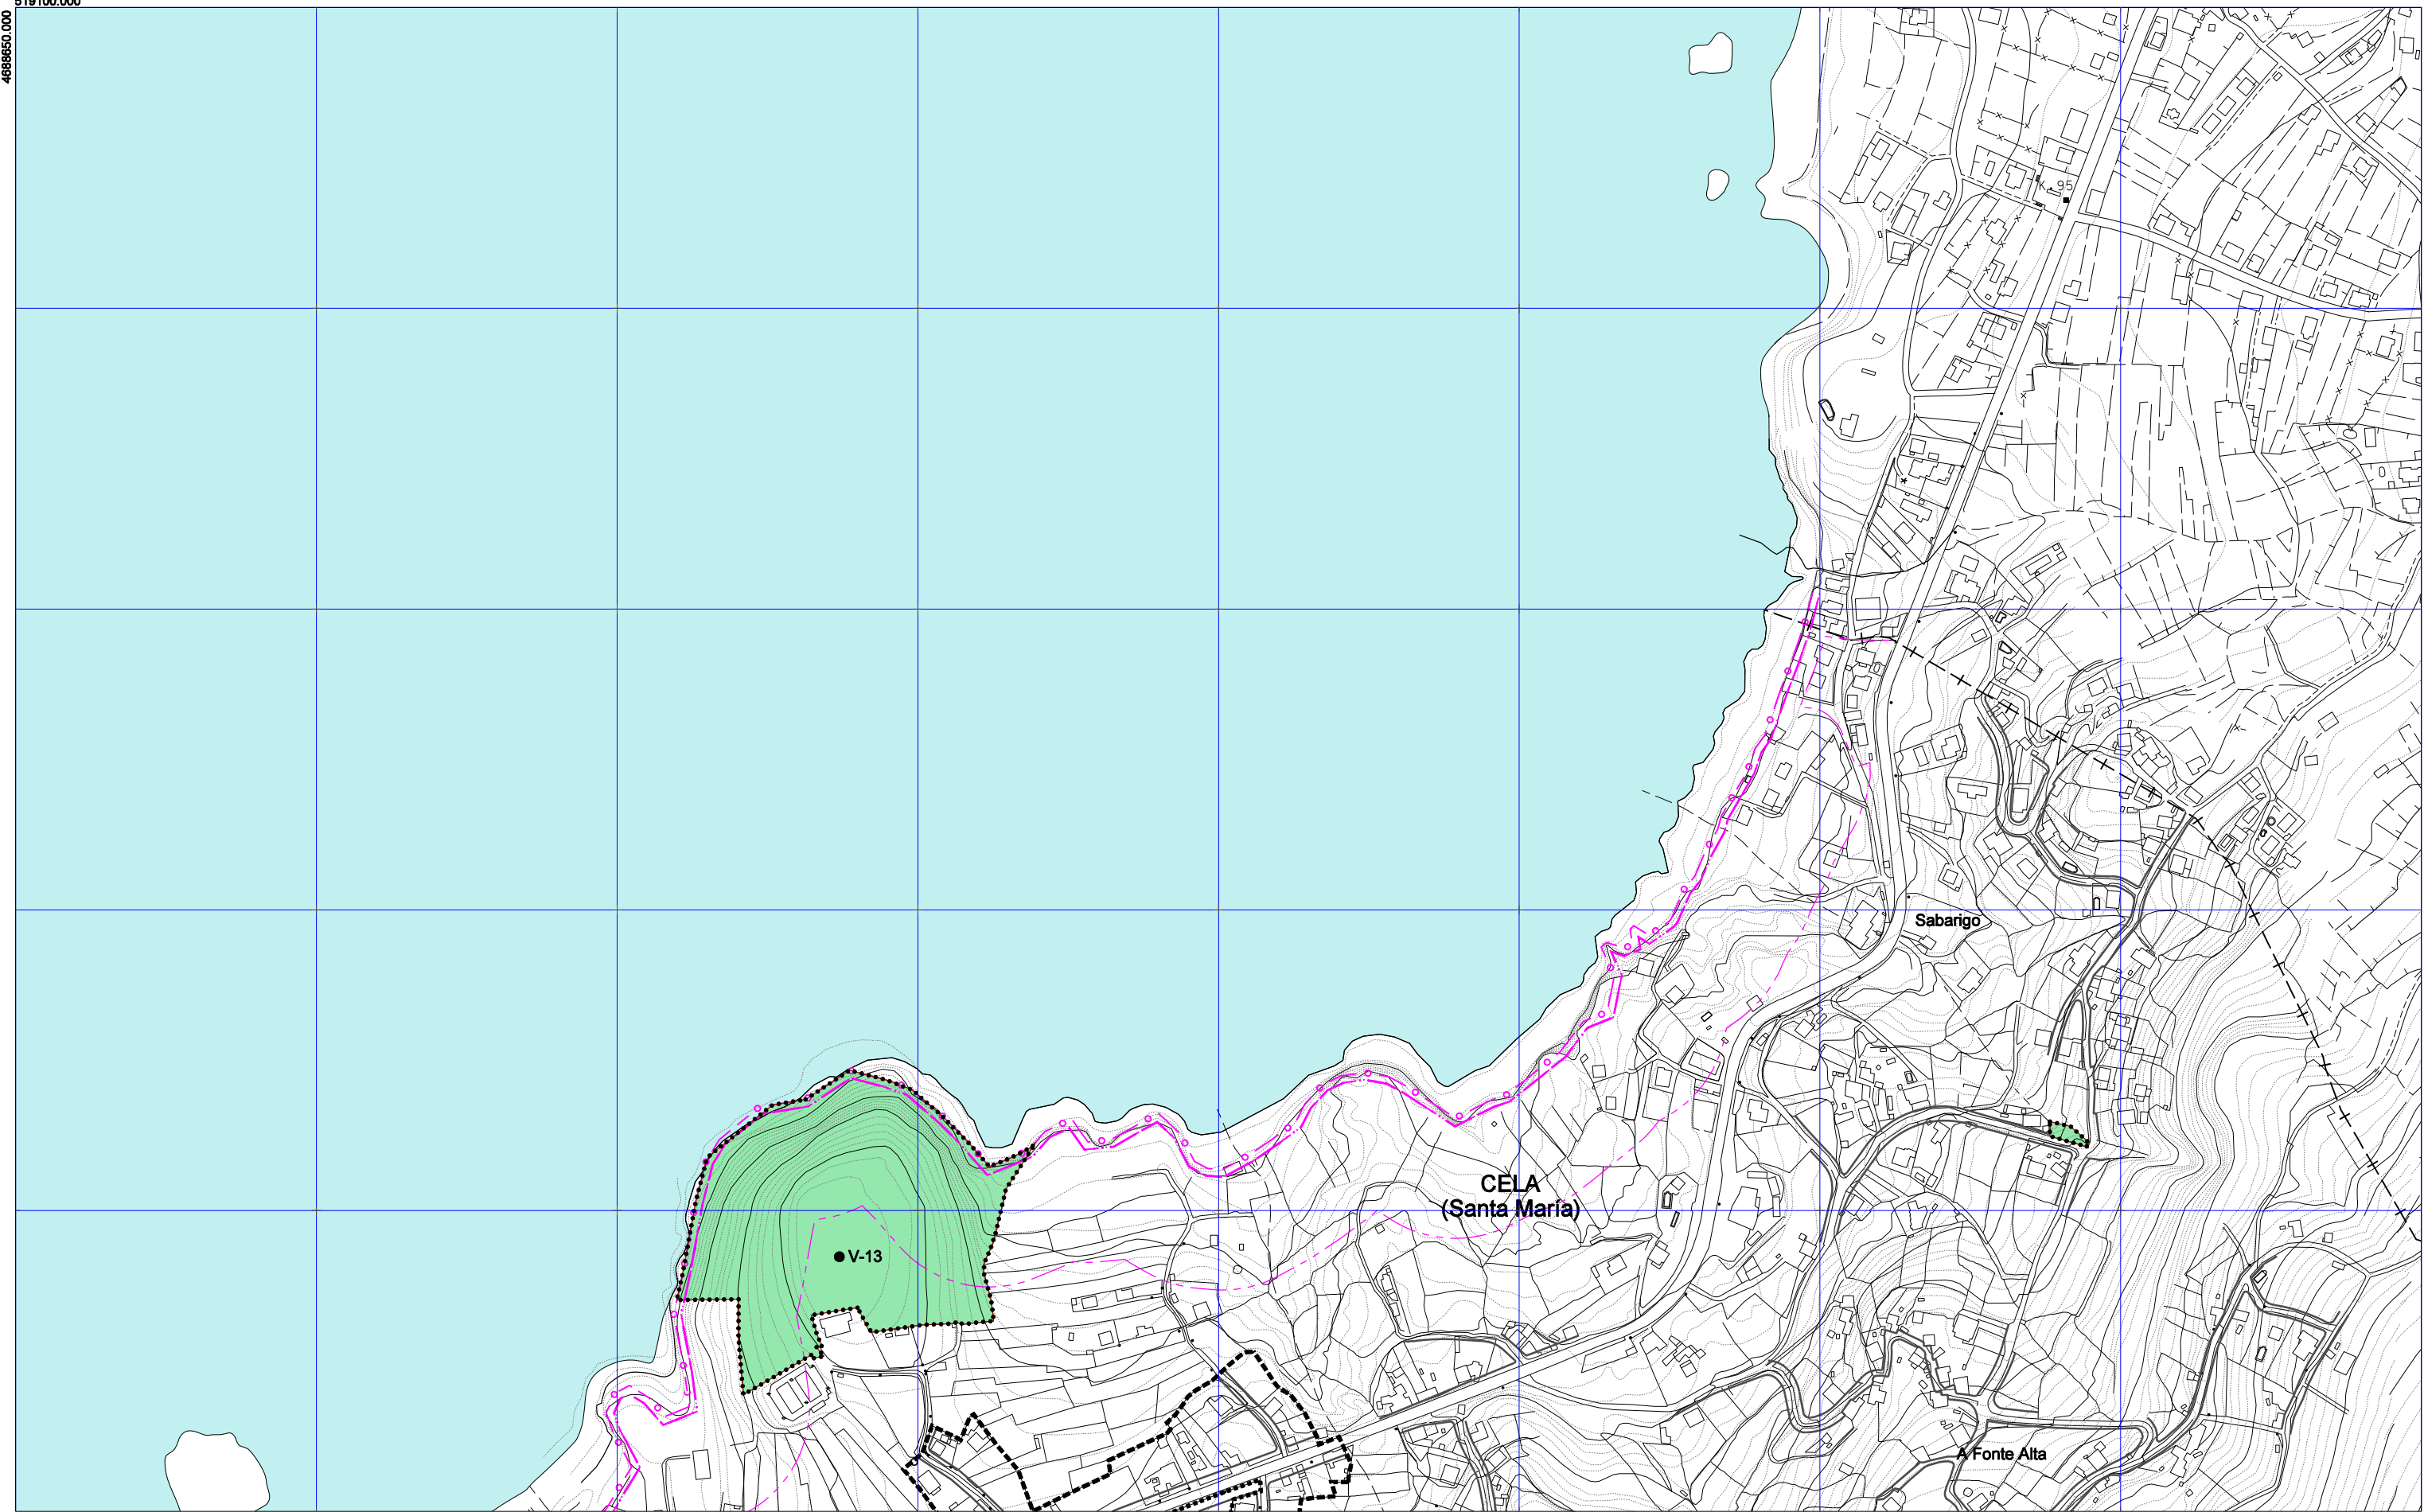 519100.000
4688650.000
K.95
Sabarigo
CELA
(Santa María)
V-13
A Fonte Alta